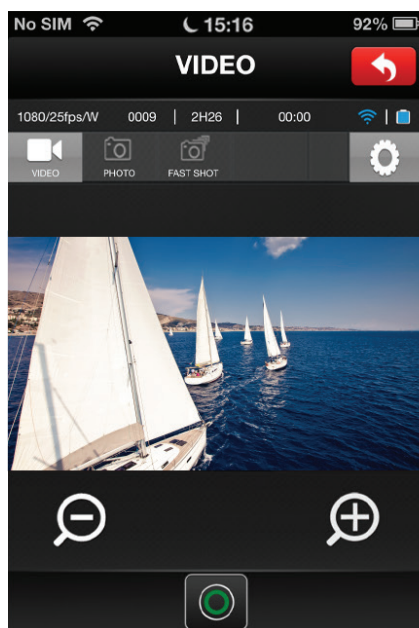 No SIM 15:16 92%
VIDEO
1080/25fps/W 0009 | 2H26 | 00:00 |
VIDEO PHOTO FAST SHOT